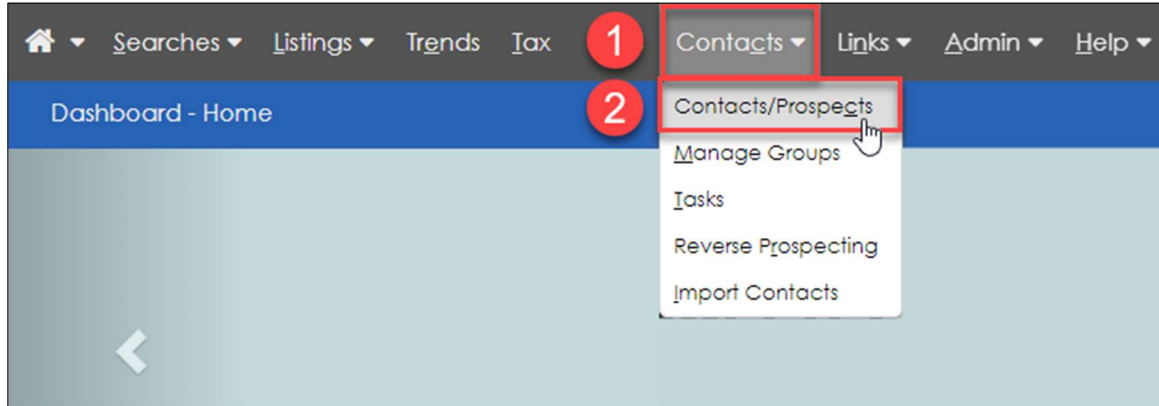 Searches Listings Trends Tax 1 Contacts Links Admin Help
Dashboard - Home
2 Contacts/Prospects
Manage Groups
Tasks
Reverse Prospecting
Import Contacts